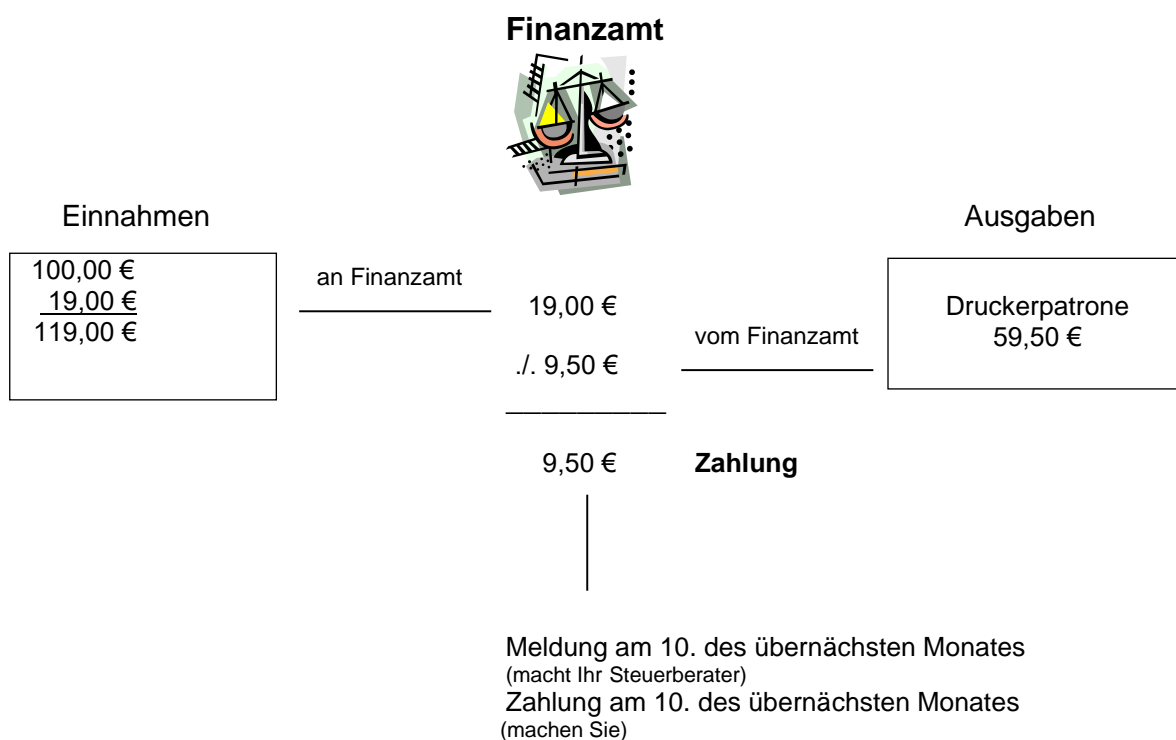 Finanzamt
Einnahmen
Ausgaben
100,00 €
19,00 €
119,00 €
an Finanzamt
19,00 €
./. 9,50 €
vom Finanzamt
Druckerpatrone
59,50 €
9,50 €
Zahlung
Meldung am 10. des übernächsten Monates
(macht Ihr Steuerberater)
Zahlung am 10. des übernächsten Monates
(machen Sie)